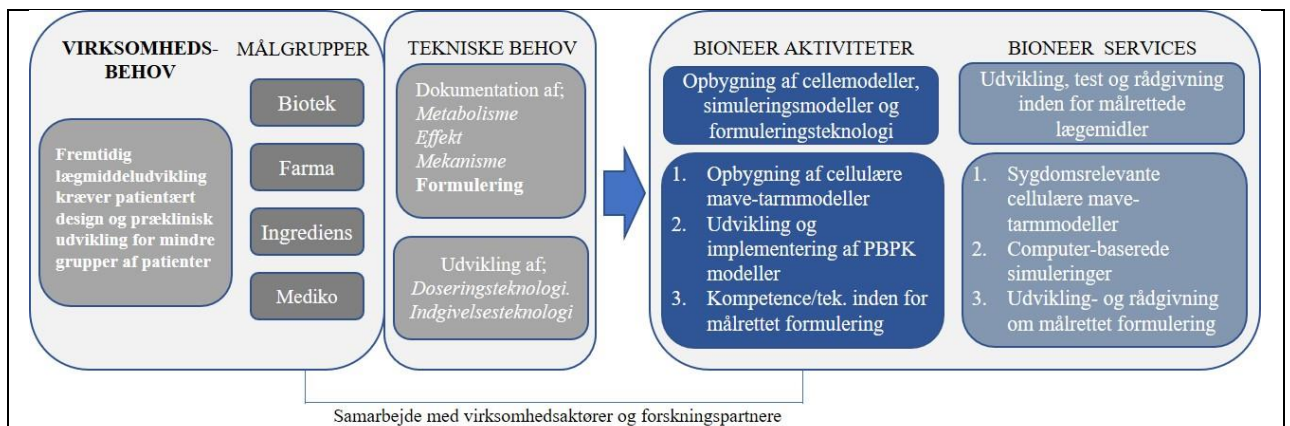 VIRKSOMHEDS-
BEHOV
Fremtidig
lægmiddeludvikling
kræver patientært
design og præklinisk
udvikling for mindre
grupper af patienter
MÅLGRUPPER
Biotek
Farma
Ingrediens
Mediko
TEKNISKE BEHOV
Dokumentation af;
Metabolisme
Effekt
Mekanisme
Formulering
Udvikling af;
Doseringsteknologi.
Indgivelsesteknologi
BIONEER AKTIVITETER
Opbygning af cellemodeller,
simuleringsmodeller og
formuleringsteknologi
1. Opbygning af cellulære
mave-tarmmodeller
2. Udvikling og
implementering af PBPK
modeller
3. Kompetence/tek. inden for
målrettet formulering
BIONEER SERVICES
Udvikling, test og rådgivning
inden for målrettede
lægemidler
1. Sygdomsrelevante
cellulære mave-
tarmmodeller
2. Computer-baserede
simuleringer
3. Udvikling- og rådgivning
om målrettet formulering
Samarbejde med virksomhedsaktører og forskningspartnere